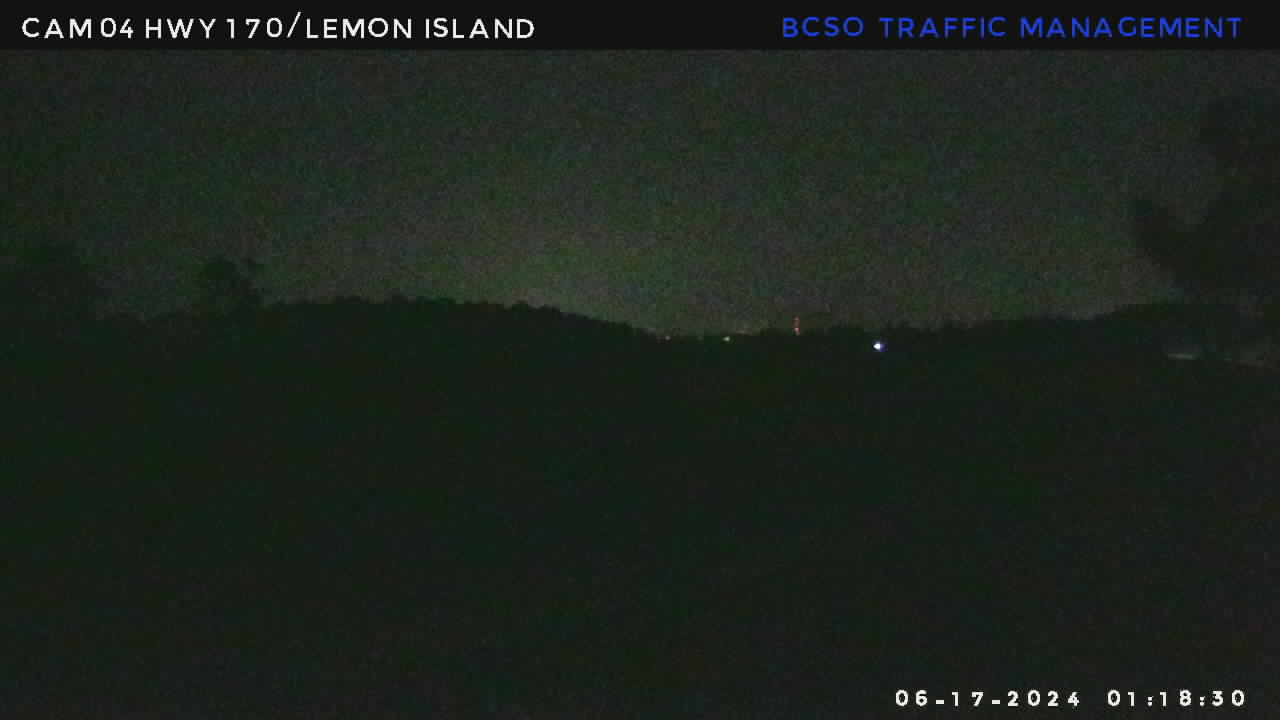 CAM04 HWY 170/LEMON ISLAND
BCSO TRAFFIC MANAGEMENT
06-17-2024 01:18:30